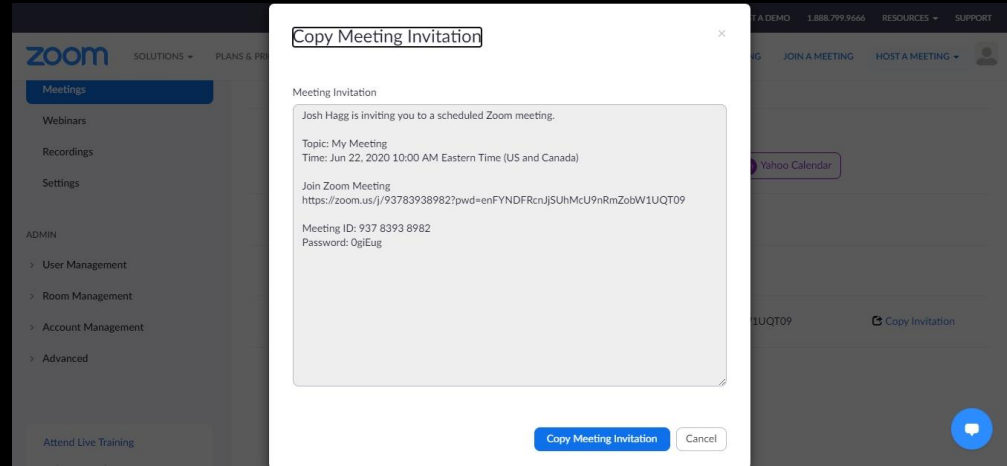 Copy Meeting Invitation
×
T A DEMO 1.888.799.9666 RESOURCES SUPPORT
zoom SOLUTIONS PLANS & JOIN A MEETING HOST A MEETING
Meetings
Webinars
Recordings
Settings
ADMIN
User Management
Room Management
Account Management
Advanced
Attend Live Training
Meeting Invitation
Josh Hagg is inviting you to a scheduled Zoom meeting.
Topic: My Meeting
Time: Jun 22, 2020 10:00 AM Eastern Time (US and Canada)
Join Zoom Meeting
https://zoom.us/j/93783938982?pwd=enFYNDFRcnJjSUhMcU9nRmZobW1UQT09
Meeting ID: 937 8393 8982
Password: 0giEug
Yahoo Calendar
1UQT09 Copy Invitation
Copy Meeting Invitation Cancel